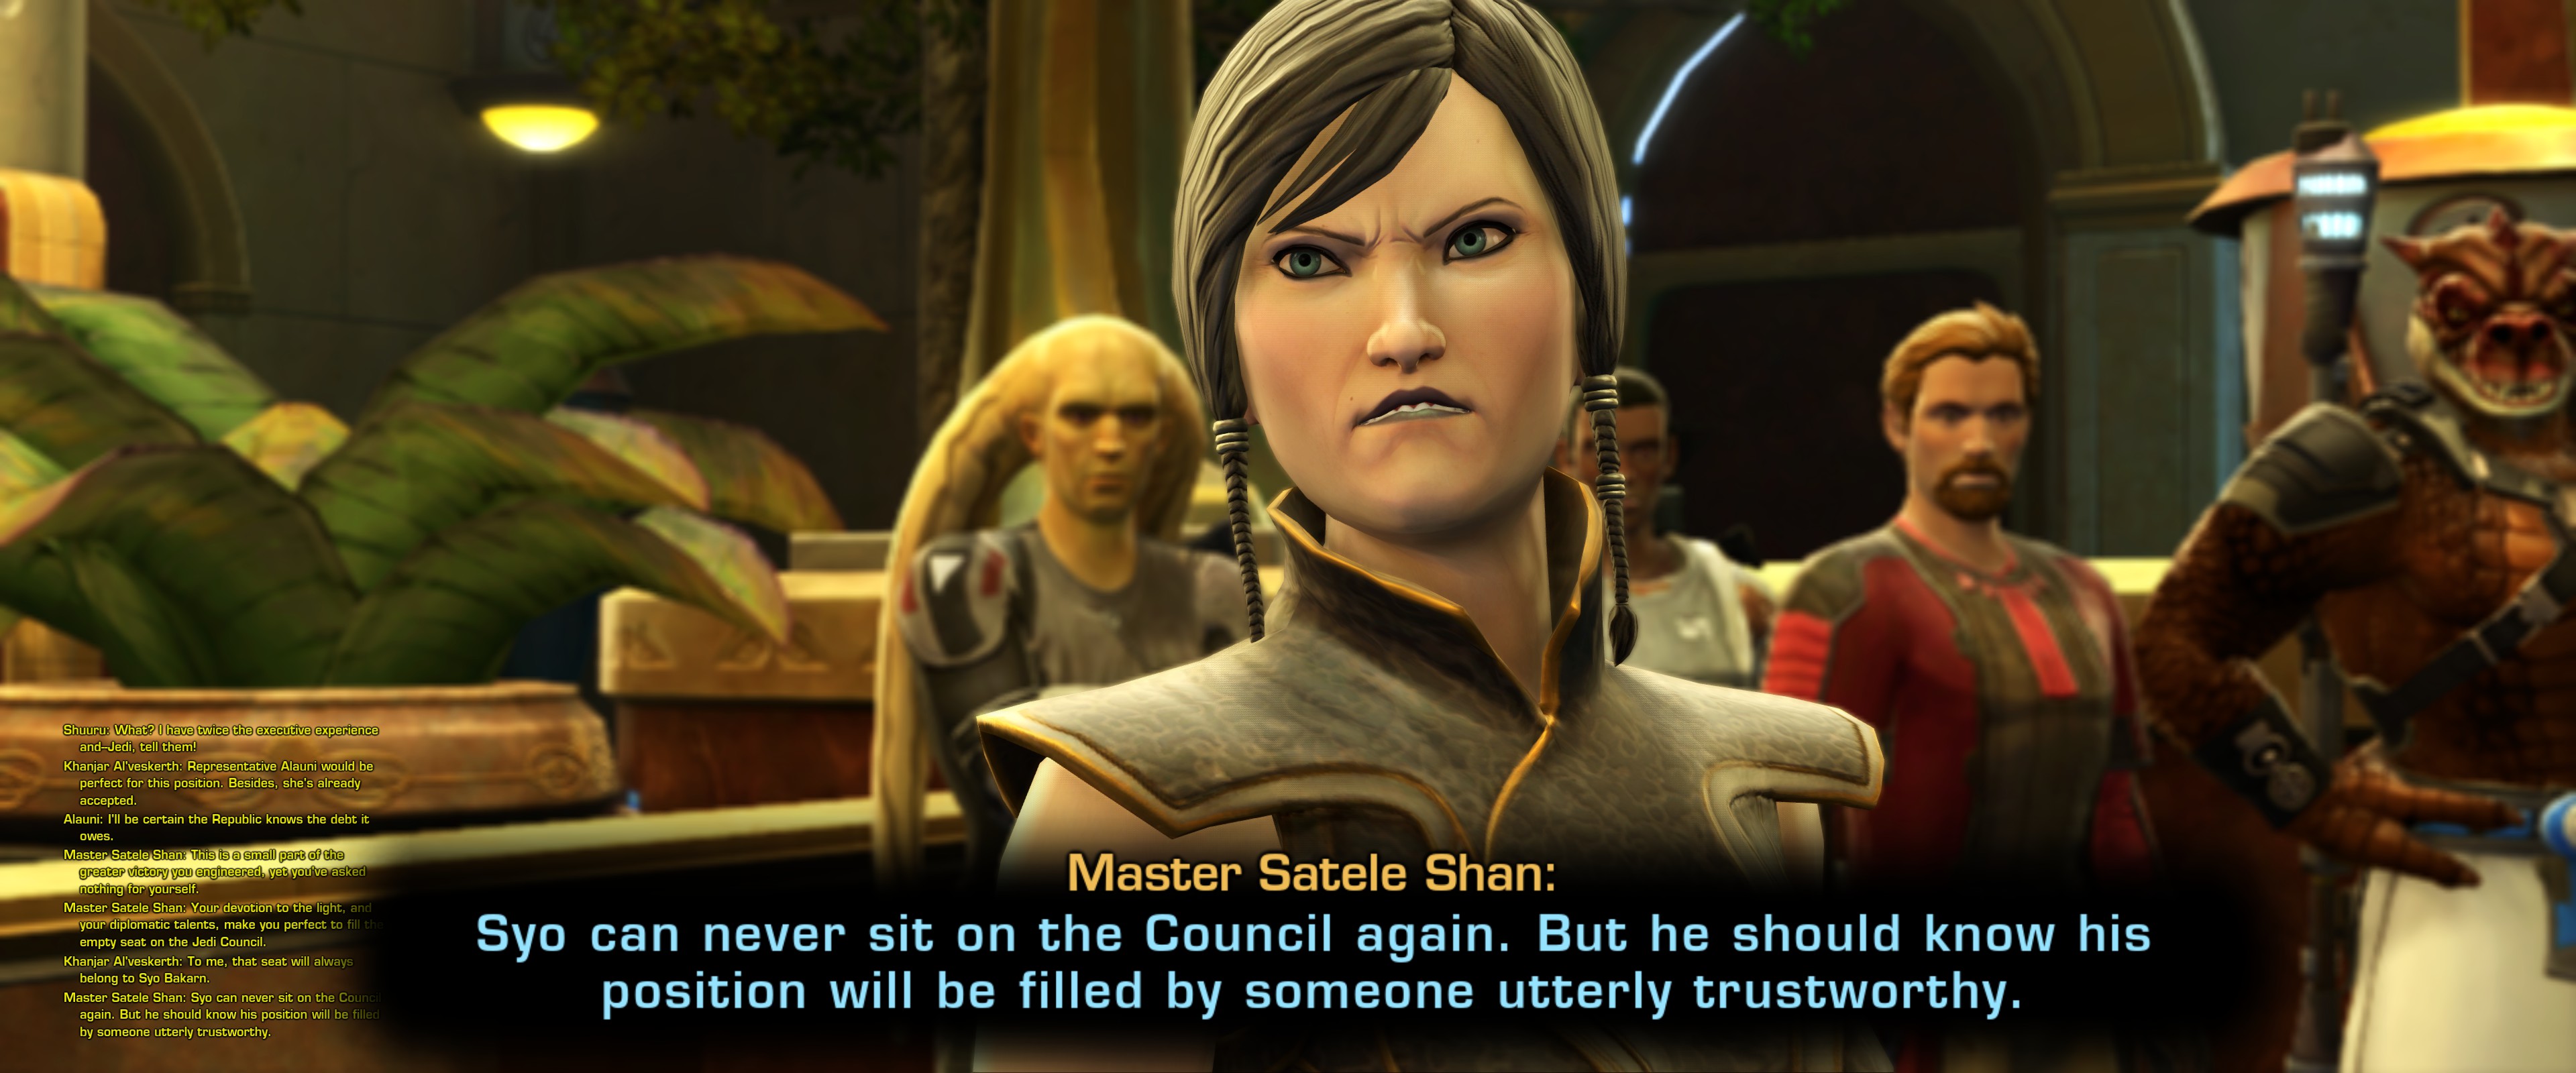 Shuuru: What? I have twice the executive experience
and–Jedi, tell them!
Khanjar Al'veskerth: Representative Alauni would be
perfect for this position. Besides, she's already
accepted.
Alauni: I'll be certain the Republic knows the debt it
owes.
Master Satele Shan: This is a small part of the
greater victory you engineered, yet you've asked
nothing for yourself.
Master Satele Shan: Your devotion to the light, and
your diplomatic talents, make you perfect to fill the
empty seat on the Jedi Council.
Khanjar Al'veskerth: To me, that seat will always
belong to Syo Bakarn.
Master Satele Shan: Syo can never sit on the Council
again. But he should know his position will be filled
by someone utterly trustworthy.
Master Satele Shan:
Syo can never sit on the Council again. But he should know his
position will be filled by someone utterly trustworthy.